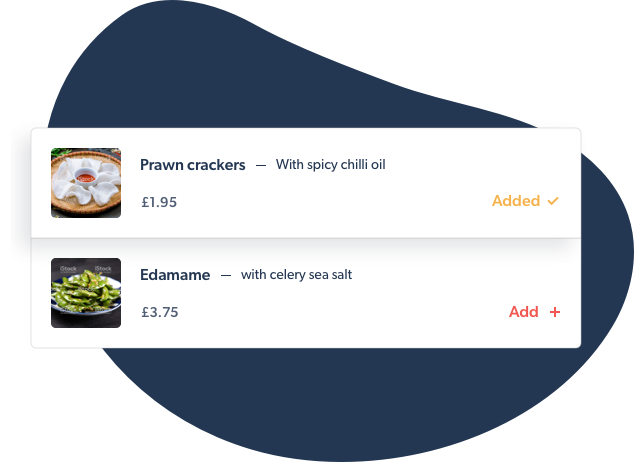 Prawn crackers — With spicy chilli oil
£1.95
Added
iStock
Edamame — with celery sea salt
£3.75
Add +
iStock iStock